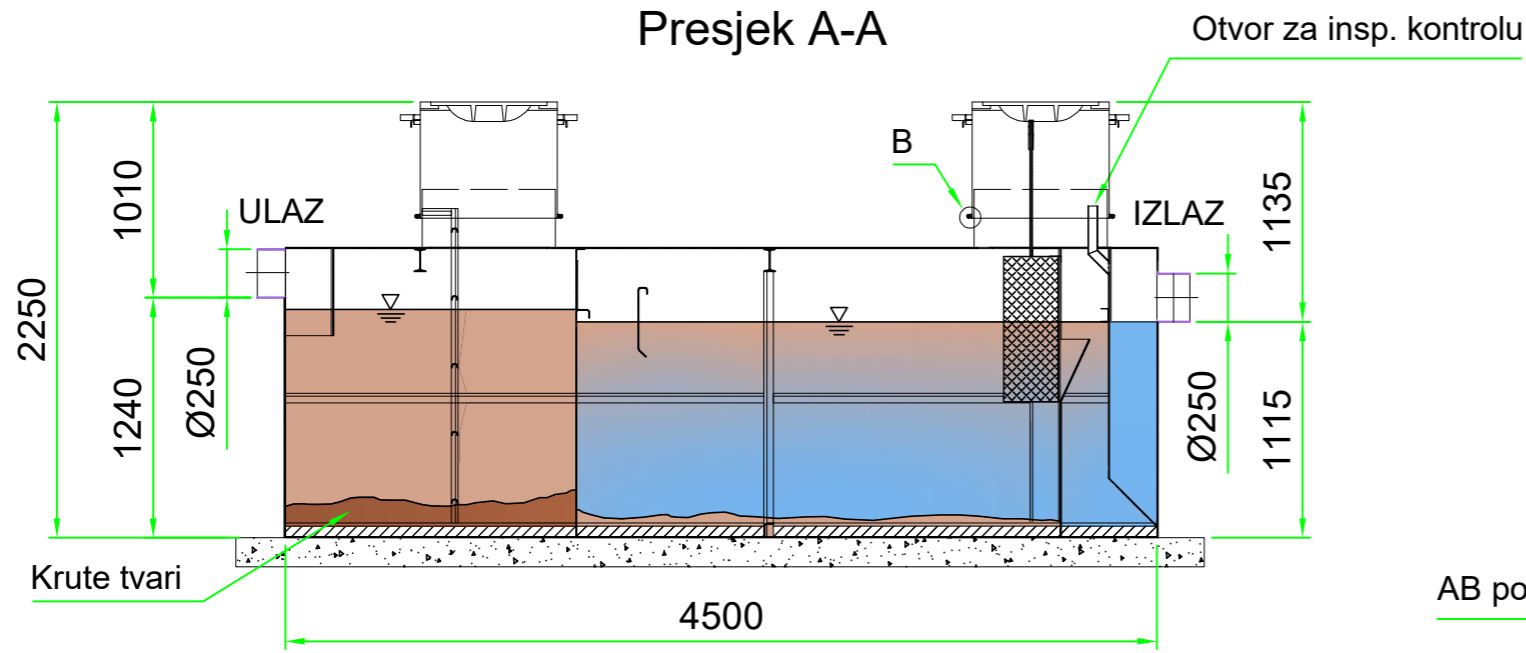 Presjek A-A
Otvor za insp. kontrolu
B
ULAZ
IZLAZ
1010
1135
2250
1240
Ø250
Ø250
1115
Krute tvari
4500
AB po